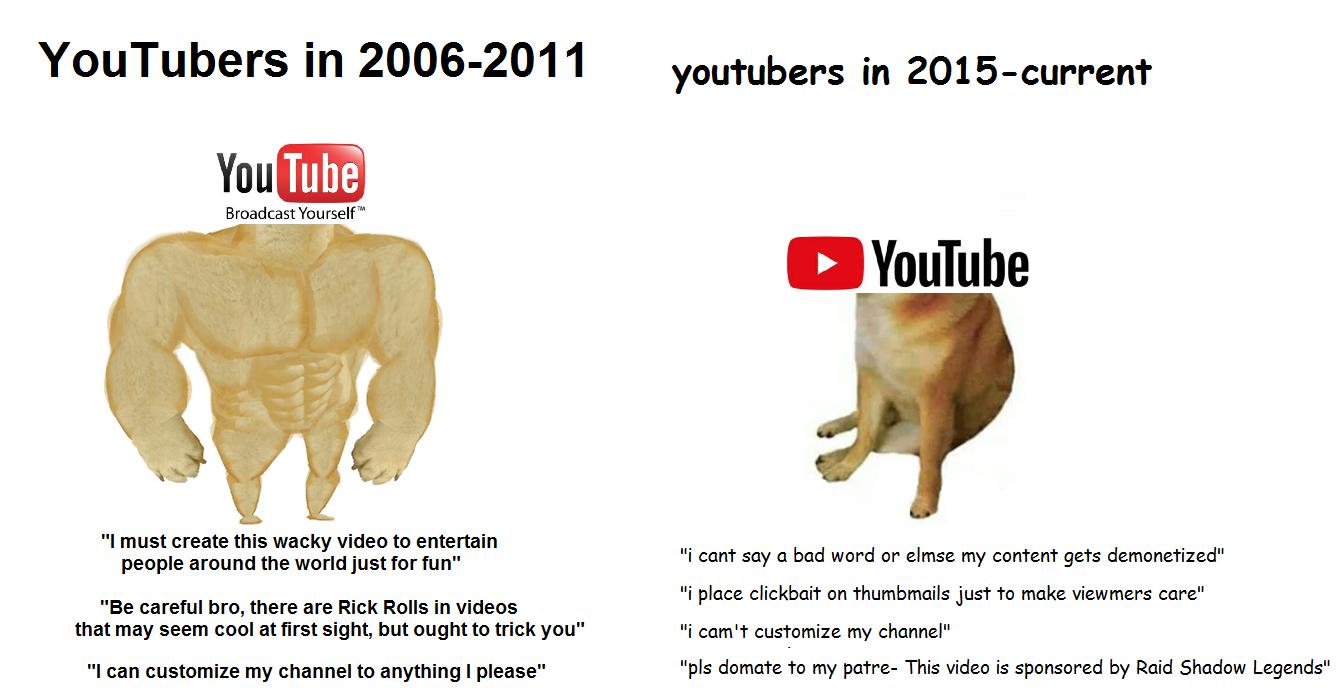 YouTubers in 2006-2011
YouTube
Broadcast Yourself™
"I must create this wacky video to entertain
people around the world just for fun"
"Be careful bro, there are Rick Rolls in videos
that may seem cool at first sight, but ought to trick you"
"I can customize my channel to anything I please"
youtubers in 2015-current
YouTube
"i cant say a bad word or elmse my content gets demonetized"
"i place clickbait on thumbmails just to make viewmers care"
"i cam't customize my channel"
"pls domate to my patre- This video is sponsored by Raid Shadow Legends"